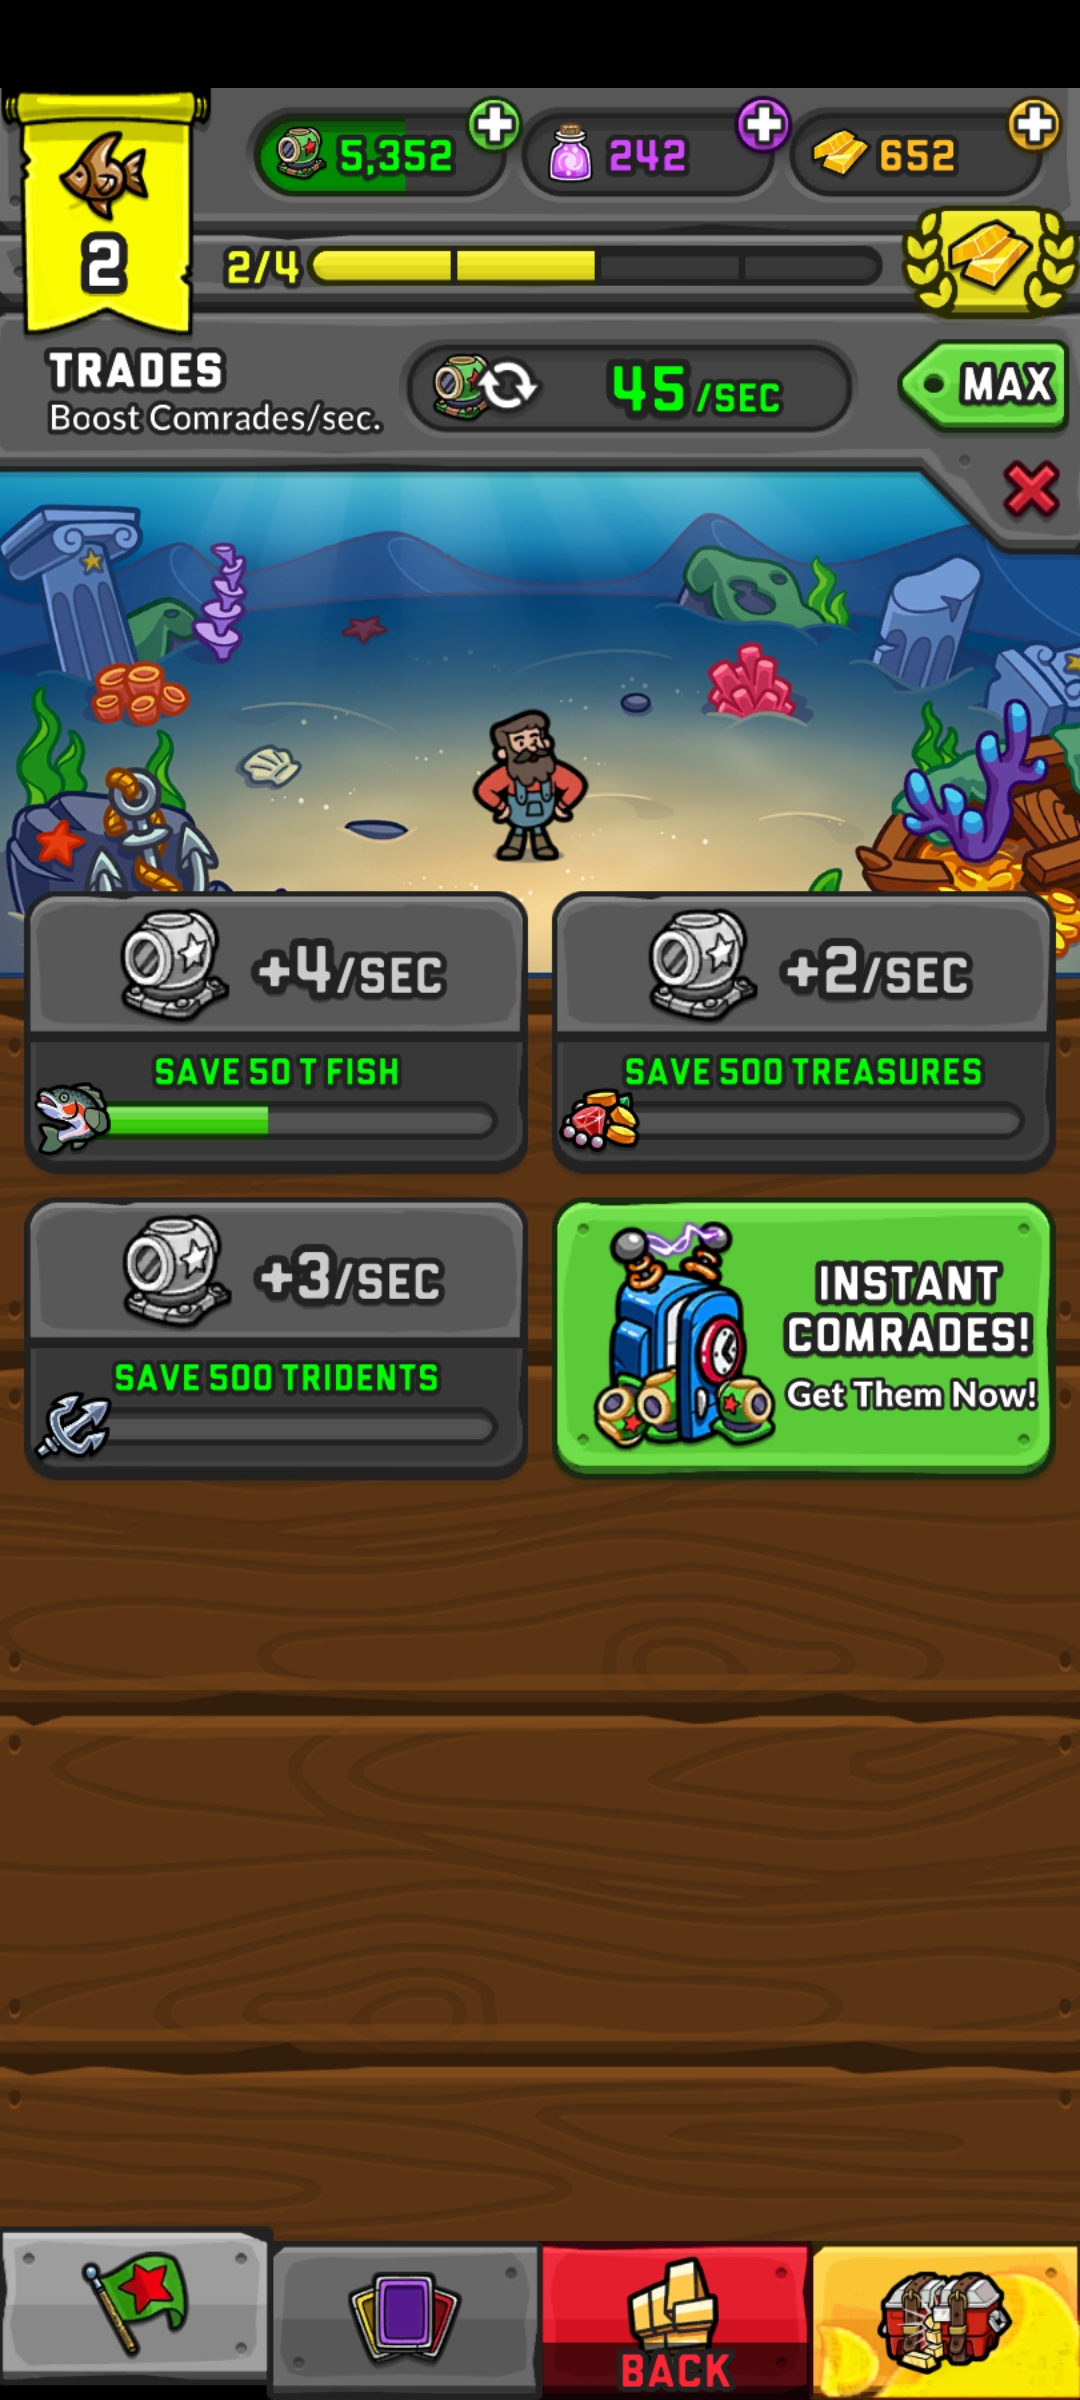 5,352
242
652
2
2/4
TRADES
Boost Comrades/sec.
45/SEC
MAX
+4/SEC
+2/SEC
SAVE 50 T FISH
SAVE 500 TREASURES
+3/SEC
SAVE 500 TRIDENTS
INSTANT
COMRADES!
Get Them Now!
BACK